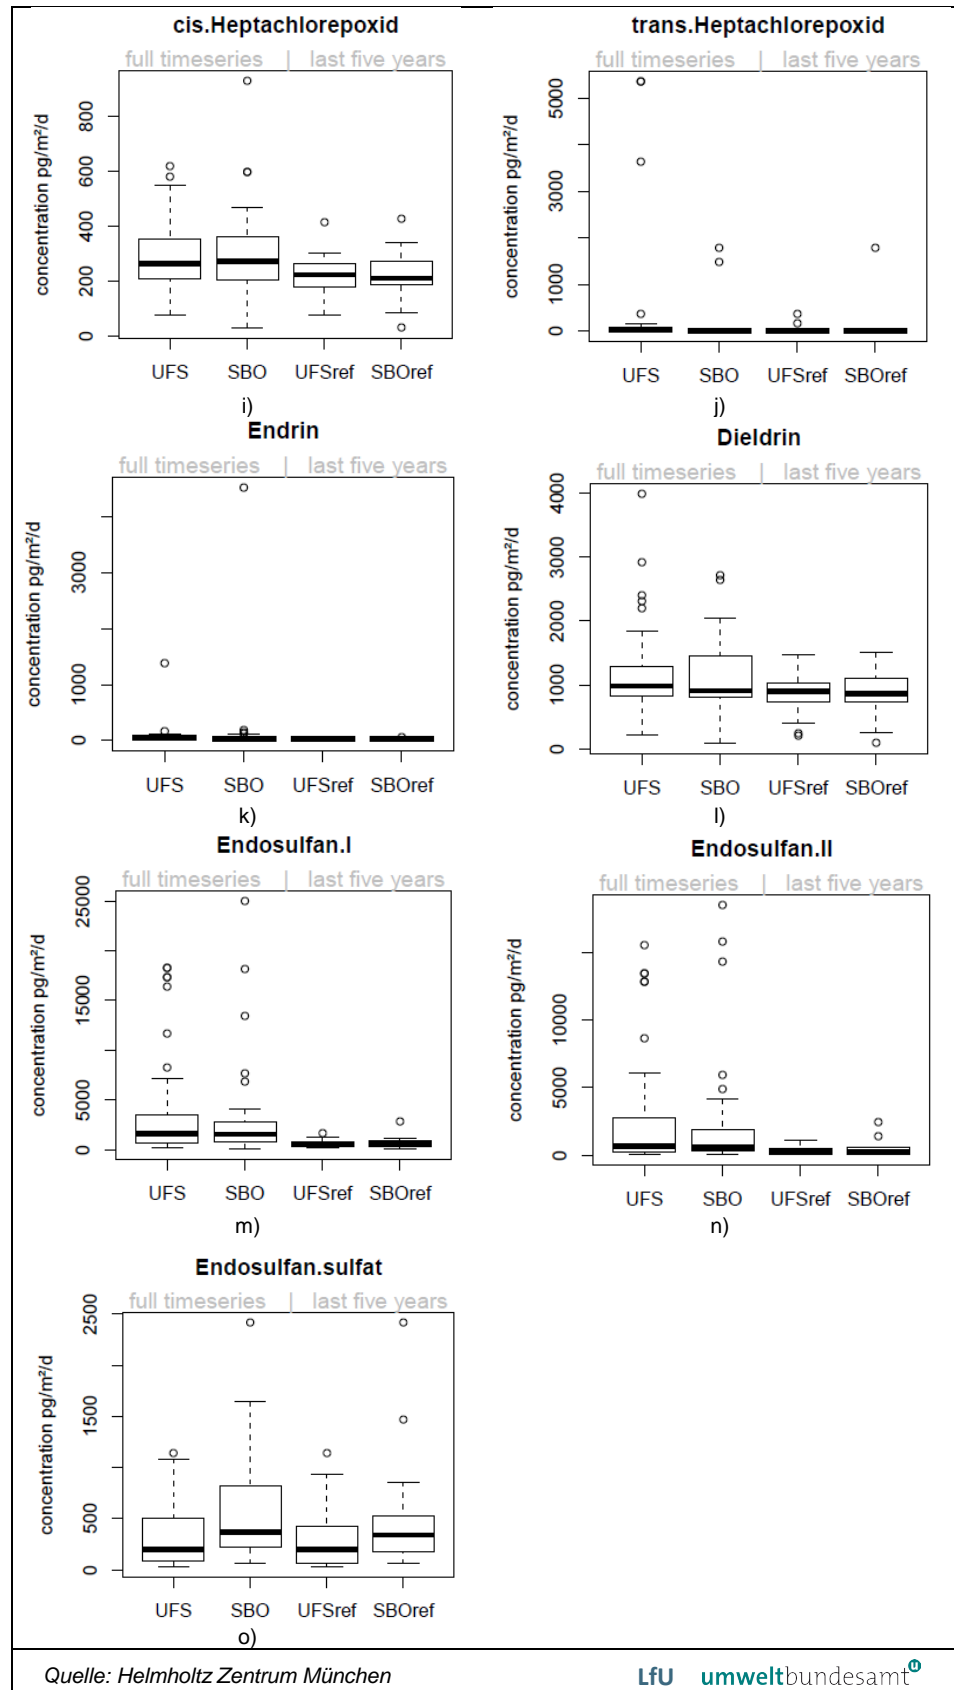 cis.Heptachlorepoxid
full timeseries | last five years
concentration pg/m²/d
0 200 400 600 800
UFS SBO UFSref SBOref
i)
trans.Heptachlorepoxid
full timeseries | last five years
concentration pg/m²/d
0 1000 3000 5000
UFS SBO UFSref SBOref
j)
Endrin
full timeseries | last five years
concentration pg/m²/d
0 1000 3000
UFS SBO UFSref SBOref
k)
Dieldrin
full timeseries | last five years
concentration pg/m²/d
0 1000 2000 3000 4000
UFS SBO UFSref SBOref
l)
Endosulfan.I
full timeseries | last five years
concentration pg/m²/d
0 5000 15000 25000
UFS SBO UFSref SBOref
m)
Endosulfan.II
full timeseries | last five years
concentration pg/m²/d
0 5000 10000
UFS SBO UFSref SBOref
n)
Endosulfan.sulfat
full timeseries | last five years
concentration pg/m²/d
0 500 1500 2500
UFS SBO UFSref SBOref
o)
Quelle: Helmholtz Zentrum München
LfU umweltbundesamt u